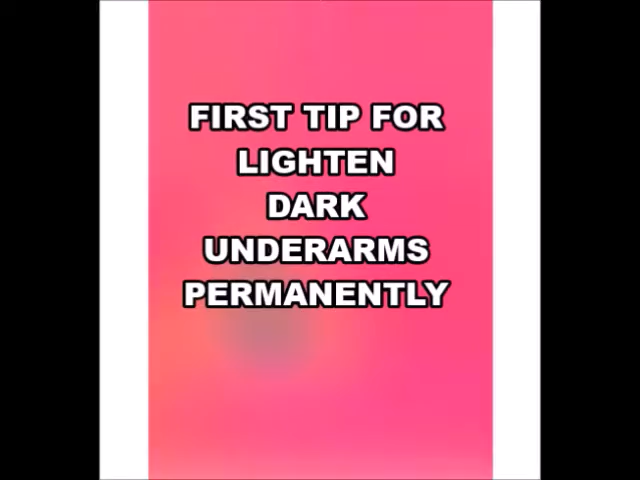 FIRST TIP FOR
LIGHTEN
DARK
UNDERARMS
PERMANENTLY